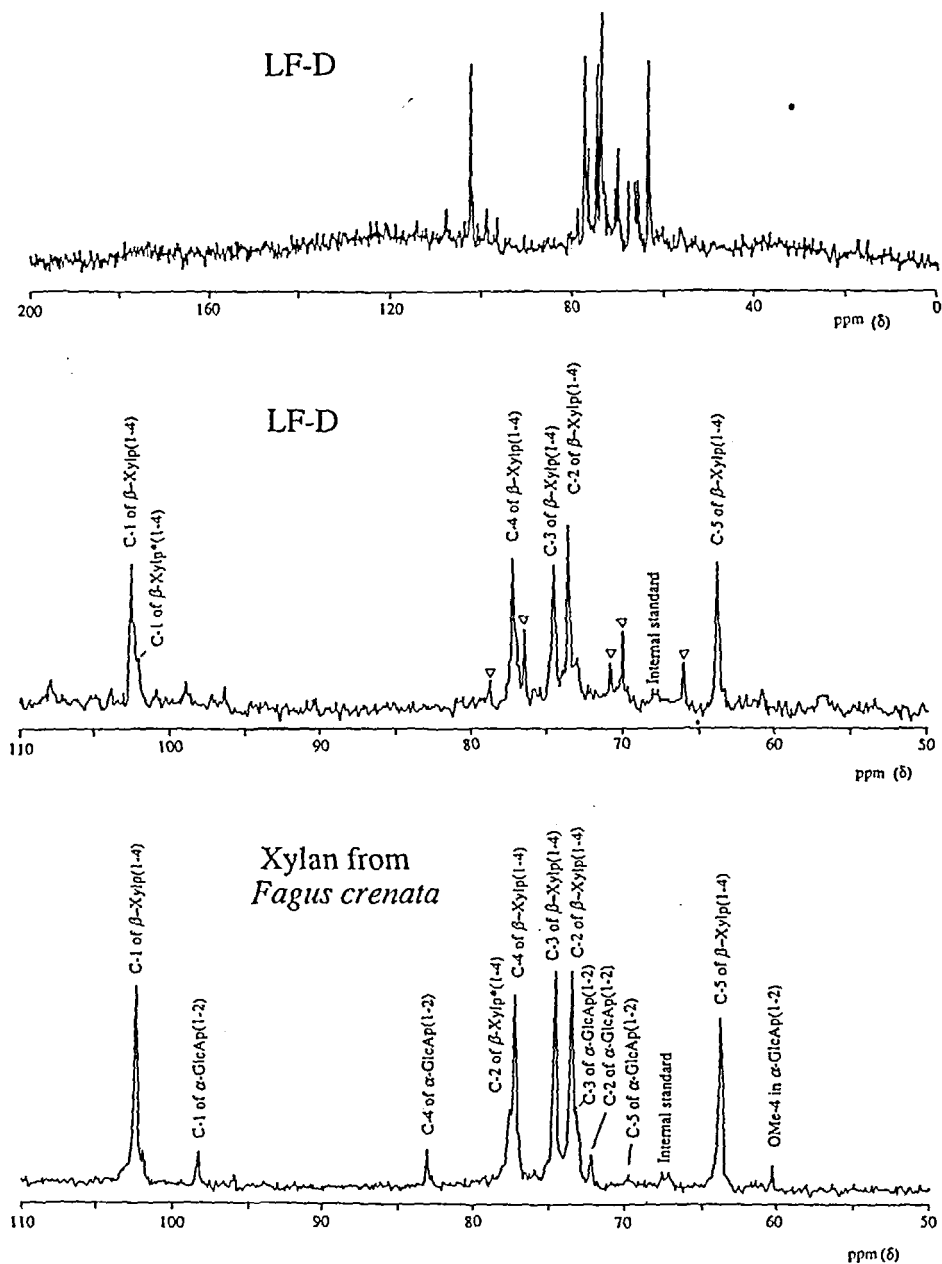 LF-D
200 160 120 80 40 0
ppm (δ)
LF-D
C-1 of β-Xylp(1-4)
C-1 of β-Xylp*(1-4)
C-4 of β-Xylp(1-4)
C-3 of β-Xylp(1-4)
C-2 of β-Xylp(1-4)
Internal standard
C-5 of β-Xylp(1-4)
110 100 90 80 70 60 50
ppm (δ)
Xylan from
Fagus crenata
C-1 of β-Xylp(1-4)
C-1 of α-GlcAp(1-2)
C-4 of α-GlcAp(1-2)
C-2 of β-Xylp*(1-4)
C-4 of β-Xylp(1-4)
C-3 of β-Xylp(1-4)
C-2 of β-Xylp(1-4)
C-3 of α-GlcAp(1-2)
C-2 of α-GlcAp(1-2)
C-5 of α-GlcAp(1-2)
Internal standard
C-5 of β-Xylp(1-4)
OMe-4 in α-GlcAp(1-2)
110 100 90 80 70 60 50
ppm (δ)